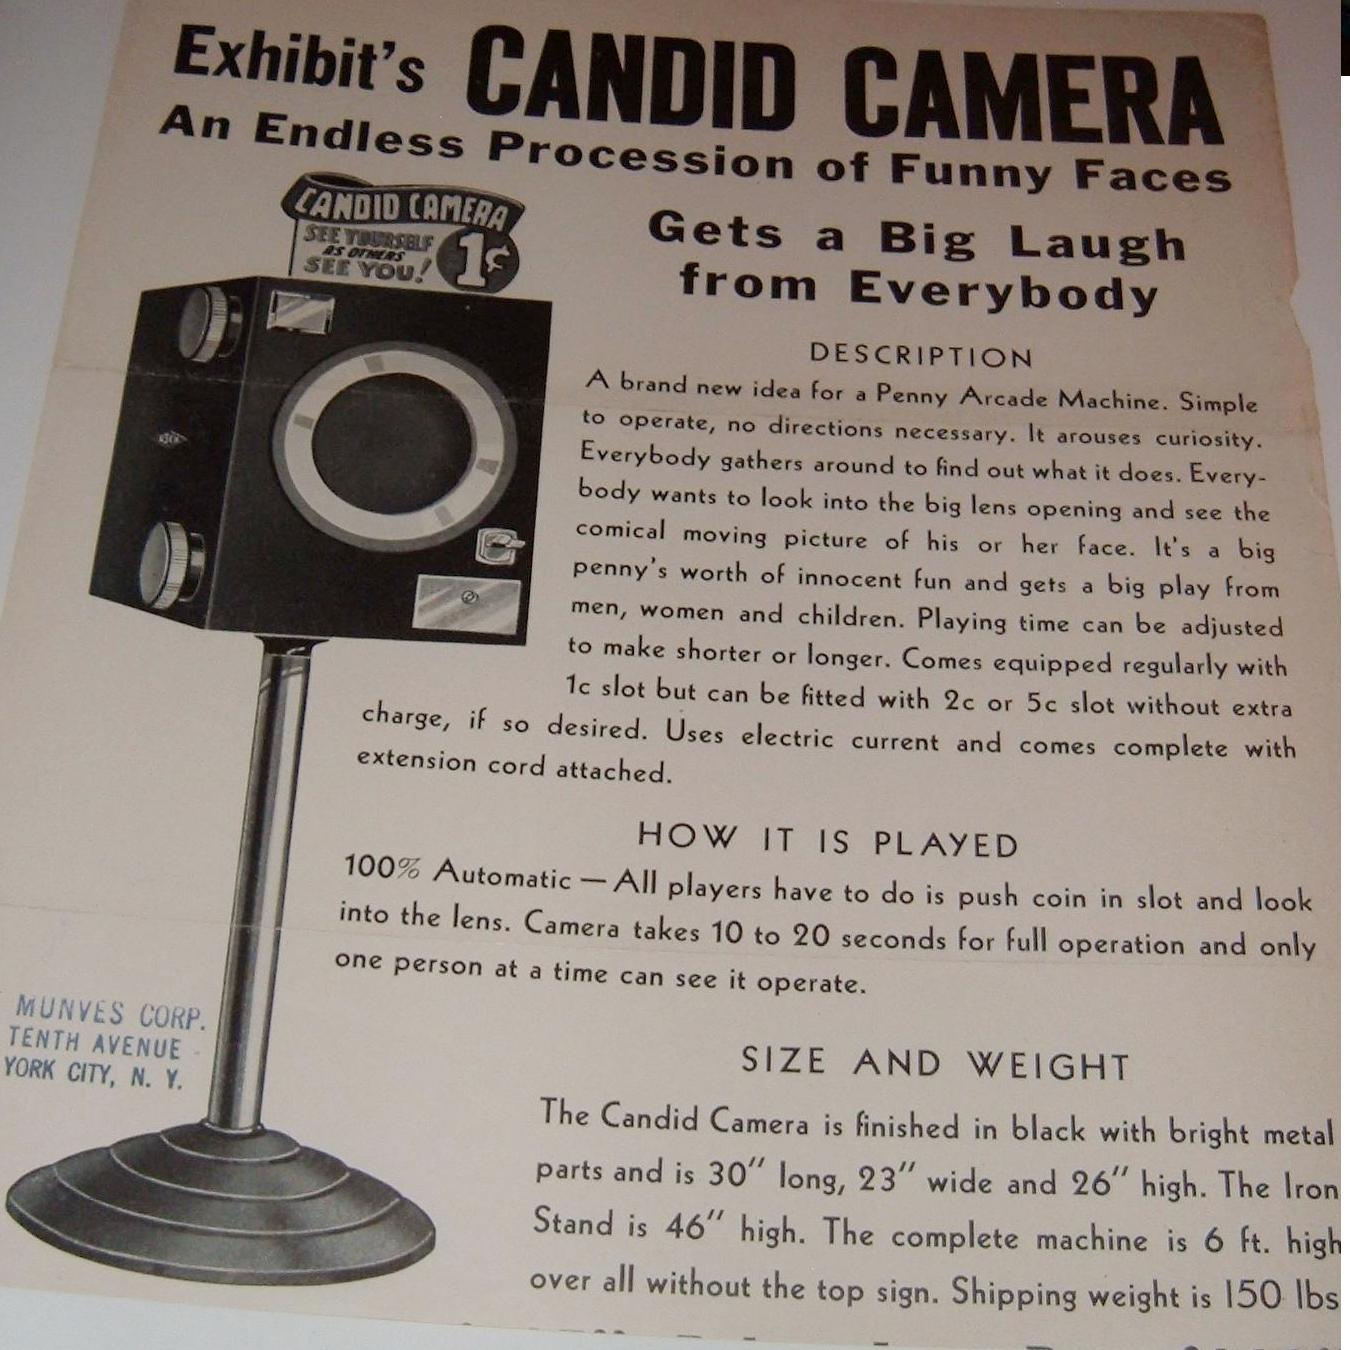 Exhibit's CANDID CAMERA
An Endless Procession of Funny Faces
CANDID CAMERA
SEE YOURSELF
AS OTHERS
SEE YOU!
1¢
Gets a Big Laugh
from Everybody
DESCRIPTION
A brand new idea for a Penny Arcade Machine. Simple
to operate, no directions necessary. It arouses curiosity.
Everybody gathers around to find out what it does. Every-
body wants to look into the big lens opening and see the
comical moving picture of his or her face. It's a big
penny's worth of innocent fun and gets a big play from
men, women and children. Playing time can be adjusted
to make shorter or longer. Comes equipped regularly with
1c slot but can be fitted with 2c or 5c slot without extra
charge, if so desired. Uses electric current and comes complete with
extension cord attached.
HOW IT IS PLAYED
100% Automatic — All players have to do is push coin in slot and look
into the lens. Camera takes 10 to 20 seconds for full operation and only
one person at a time can see it operate.
MUNVES CORP.
TENTH AVENUE
YORK CITY, N. Y.
SIZE AND WEIGHT
The Candid Camera is finished in black with bright metal
parts and is 30" long, 23" wide and 26" high. The Iron
Stand is 46" high. The complete machine is 6 ft. high
over all without the top sign. Shipping weight is 150 lbs